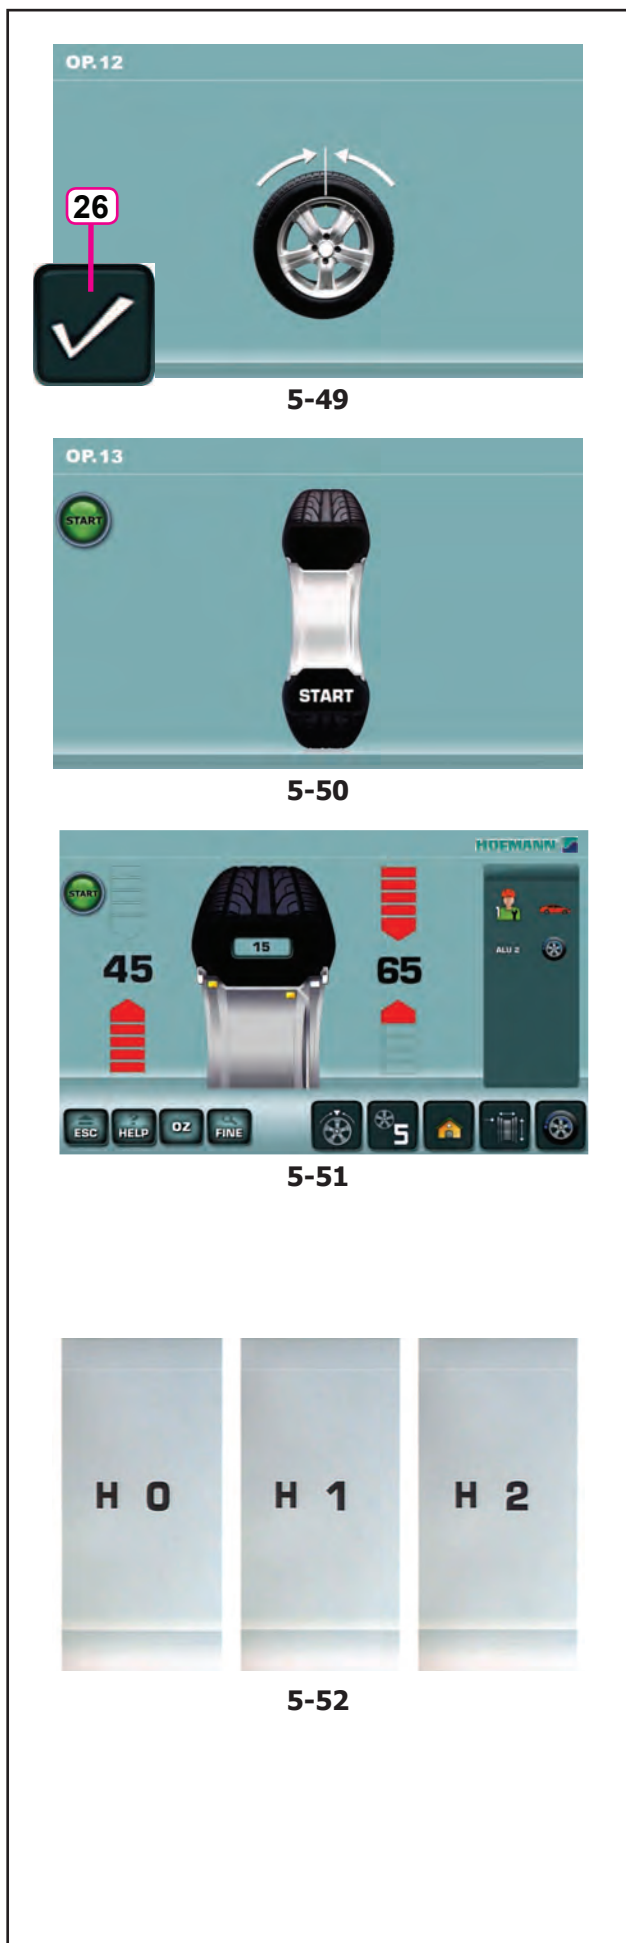 OP.12
26
5-49
OP.13
START
START
5-50
HOFMANN
START
15
45
65
ALU 2
ESC
?
HELP
OZ
FINE
5
5-51
H 0
H 1
H 2
5-52